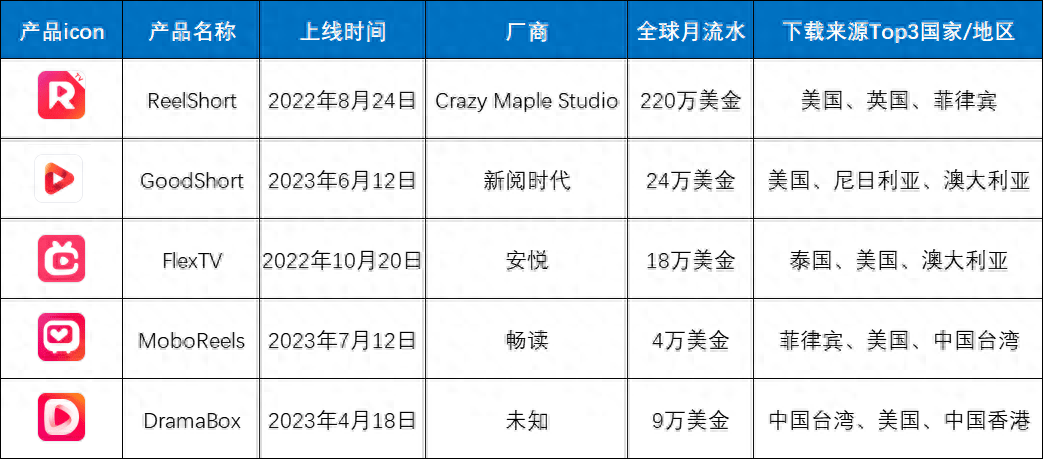 产品icon 产品名称 上线时间 厂商 全球月流水 下载来源Top3国家/地区
R TV ReelShort 2022年8月24日 Crazy Maple Studio 220万美金 美国、英国、菲律宾
GoodShort 2023年6月12日 新阅时代 24万美金 美国、尼日利亚、澳大利亚
FlexTV 2022年10月20日 安悦 18万美金 泰国、美国、澳大利亚
MoboReels 2023年7月12日 畅读 4万美金 菲律宾、美国、中国台湾
DramaBox 2023年4月18日 未知 9万美金 中国台湾、美国、中国香港